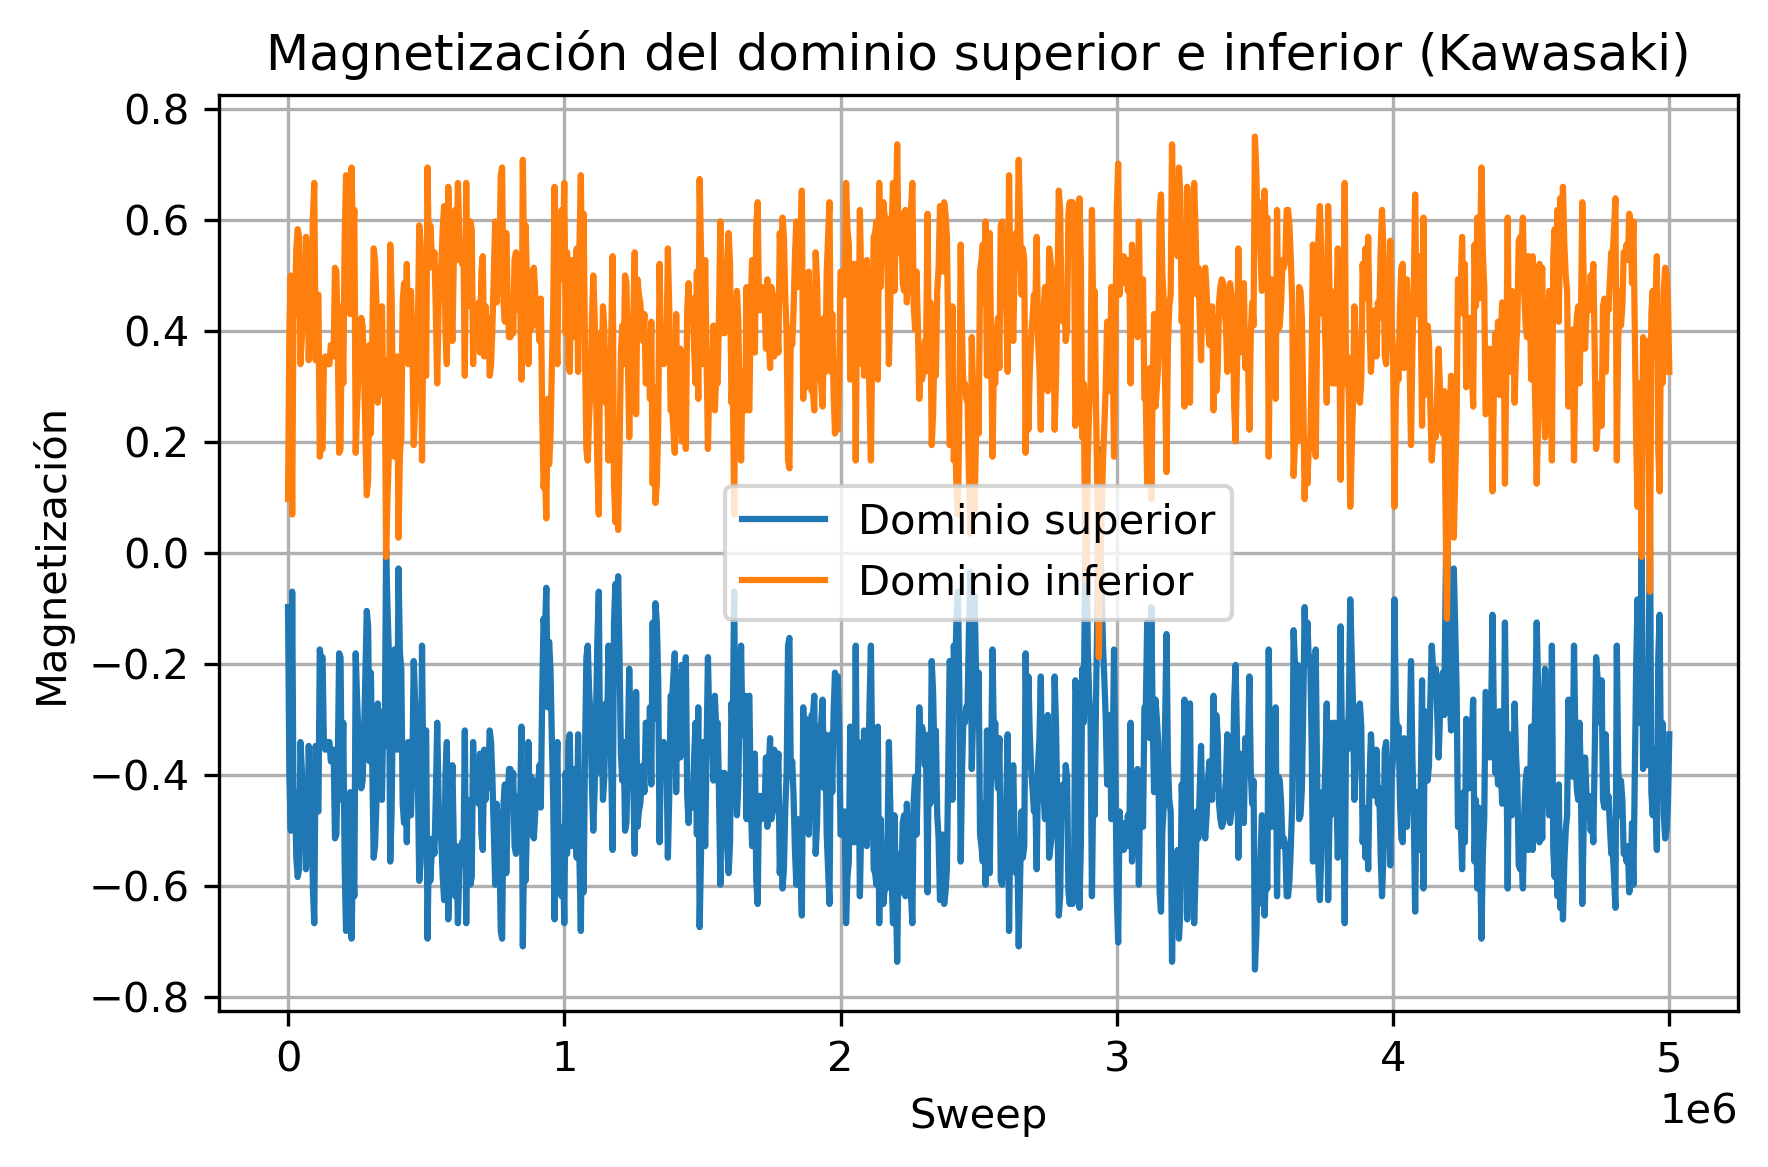 Magnetización del dominio superior e inferior (Kawasaki)
Magnetización
0.8
0.6
0.4
0.2
0.0
−0.2
−0.4
−0.6
−0.8
Dominio superior
Dominio inferior
0 1 2 3 4 5
1e6
Sweep